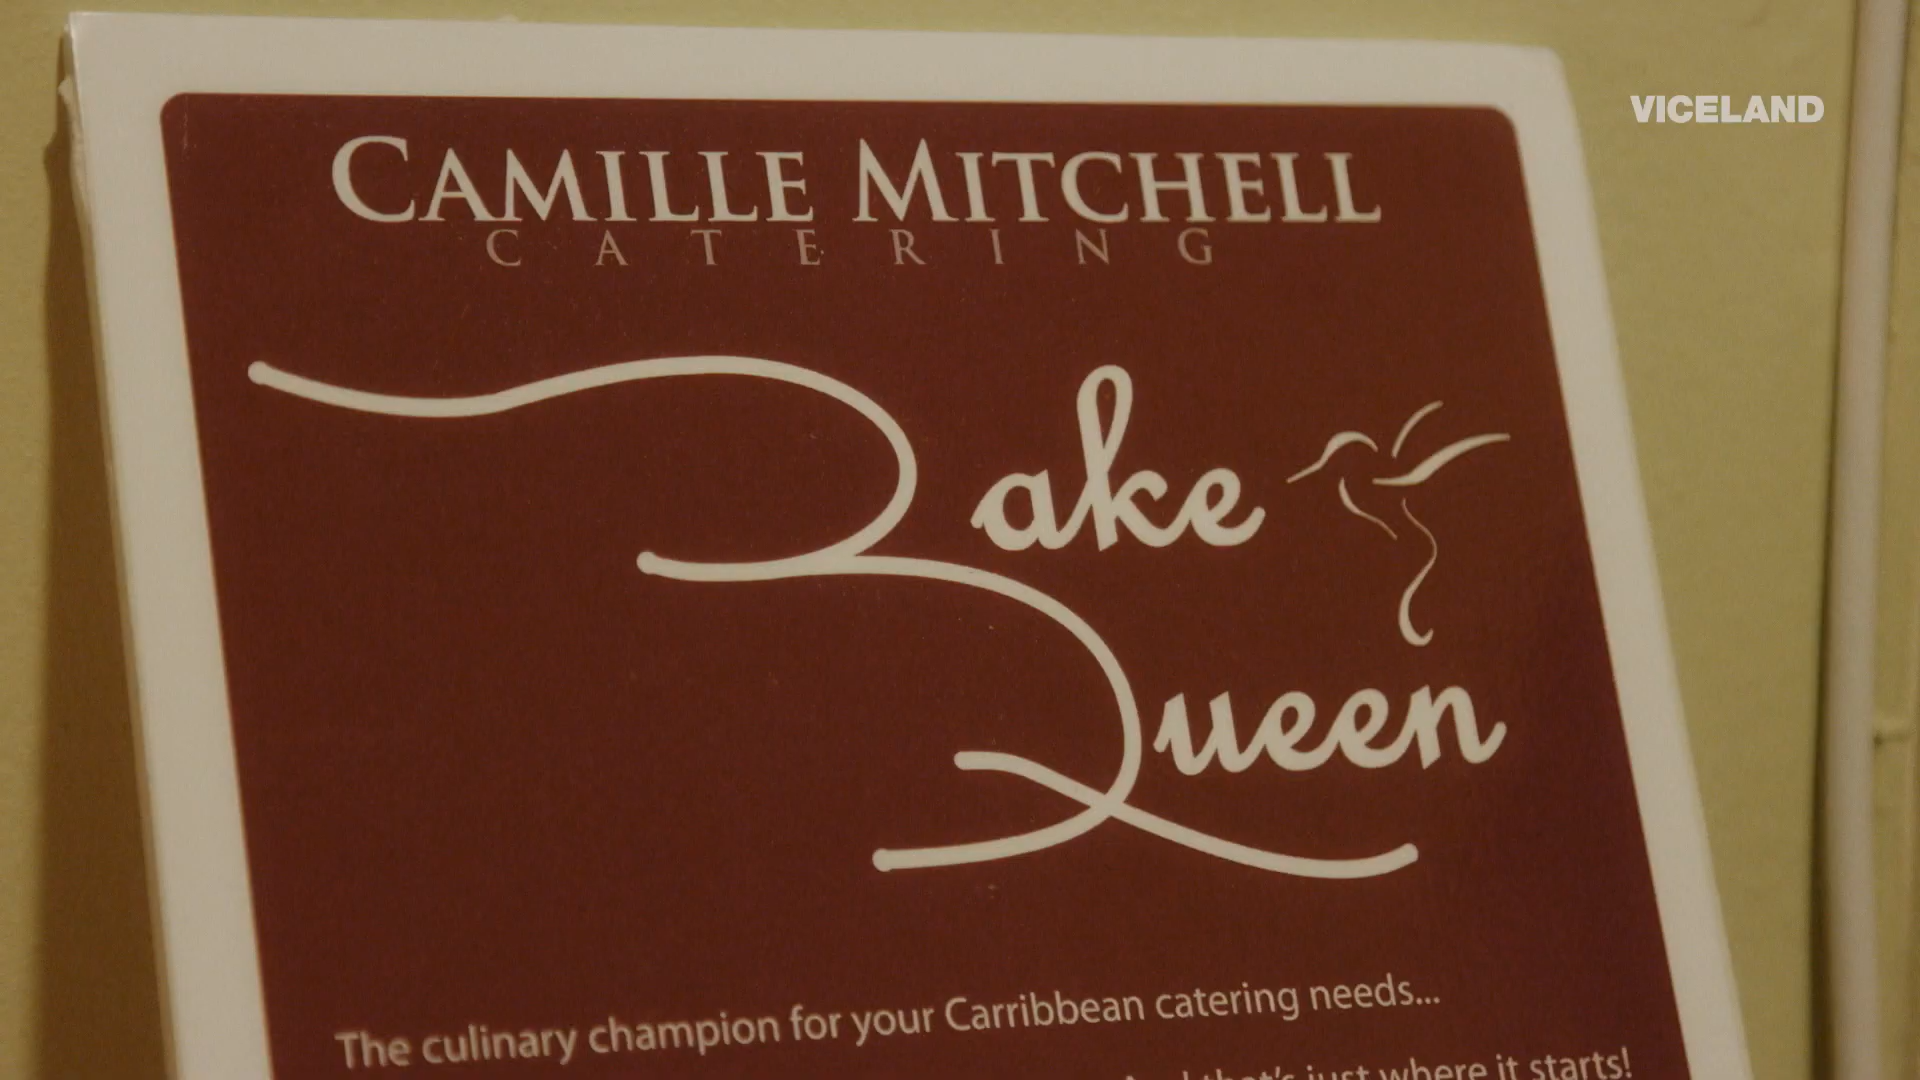 VICELAND
CAMILLE MITCHELL
CATERING
Bake
Queen
The culinary champion for your Carribbean catering needs...
And that's just where it starts!